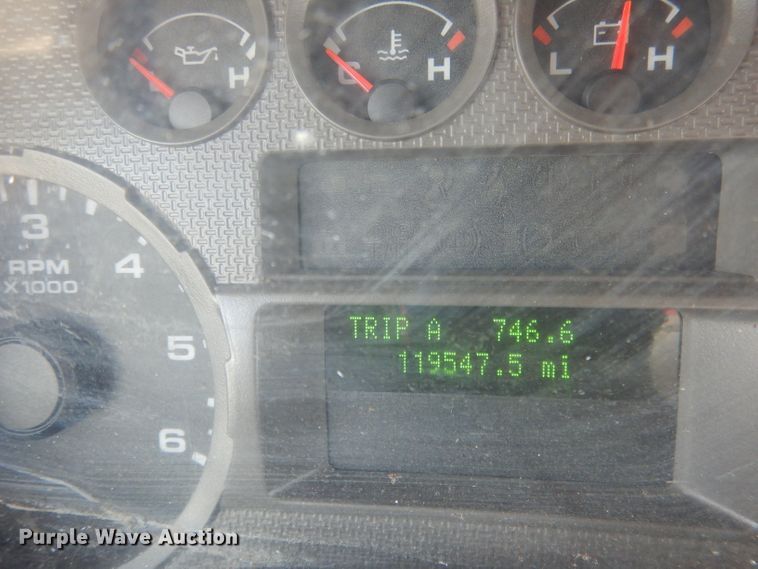 H
C H
L H
3
4
RPM
X1000
5
6
TRIP A 746.6
119547.5 mi
Purple Wave Auction